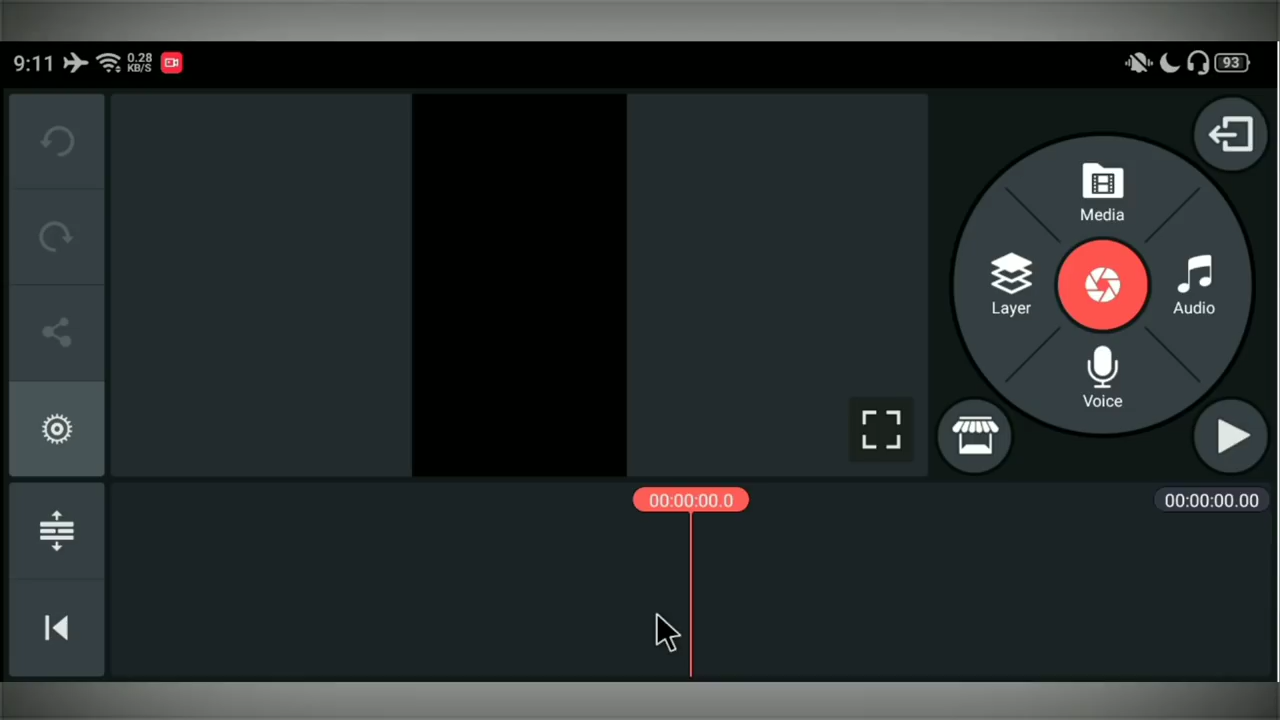 9:11
0.28
KB/S
93
Media
Layer
Audio
Voice
00:00:00.0
00:00:00.00